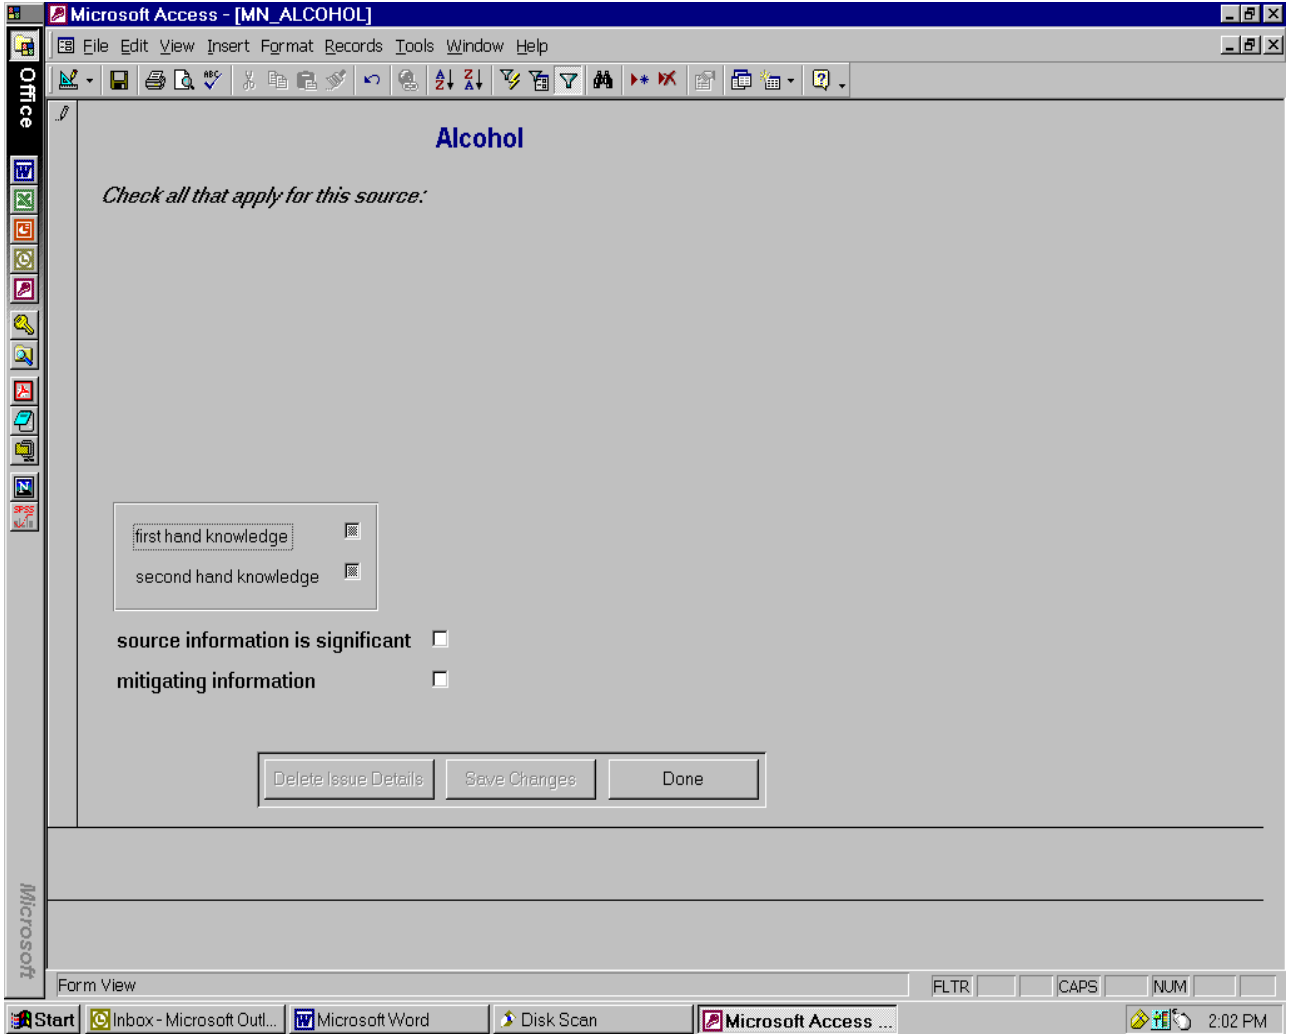 Microsoft Access - [MN_ALCOHOL]
File Edit View Insert Format Records Tools Window Help
Office
ABC
A Z Z A
Alcohol
Check all that apply for this source:
first hand knowledge
second hand knowledge
source information is significant
mitigating information
Delete Issue Details Save Changes Done
SPSS
Microsoft
Form View FLTR CAPS NUM
Start Inbox - Microsoft Outl... Microsoft Word Disk Scan Microsoft Access ... 2:02 PM